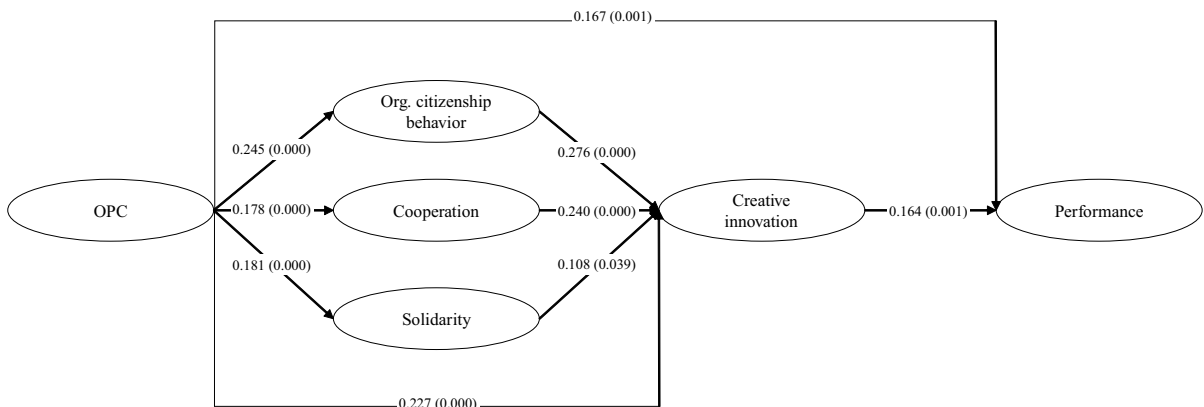 0.167 (0.001)
Org. citizenship
behavior
0.245 (0.000)
0.276 (0.000)
OPC
0.178 (0.000)
Cooperation
0.240 (0.000)
Creative
innovation
0.164 (0.001)
Performance
0.181 (0.000)
0.108 (0.039)
Solidarity
0.227 (0.000)